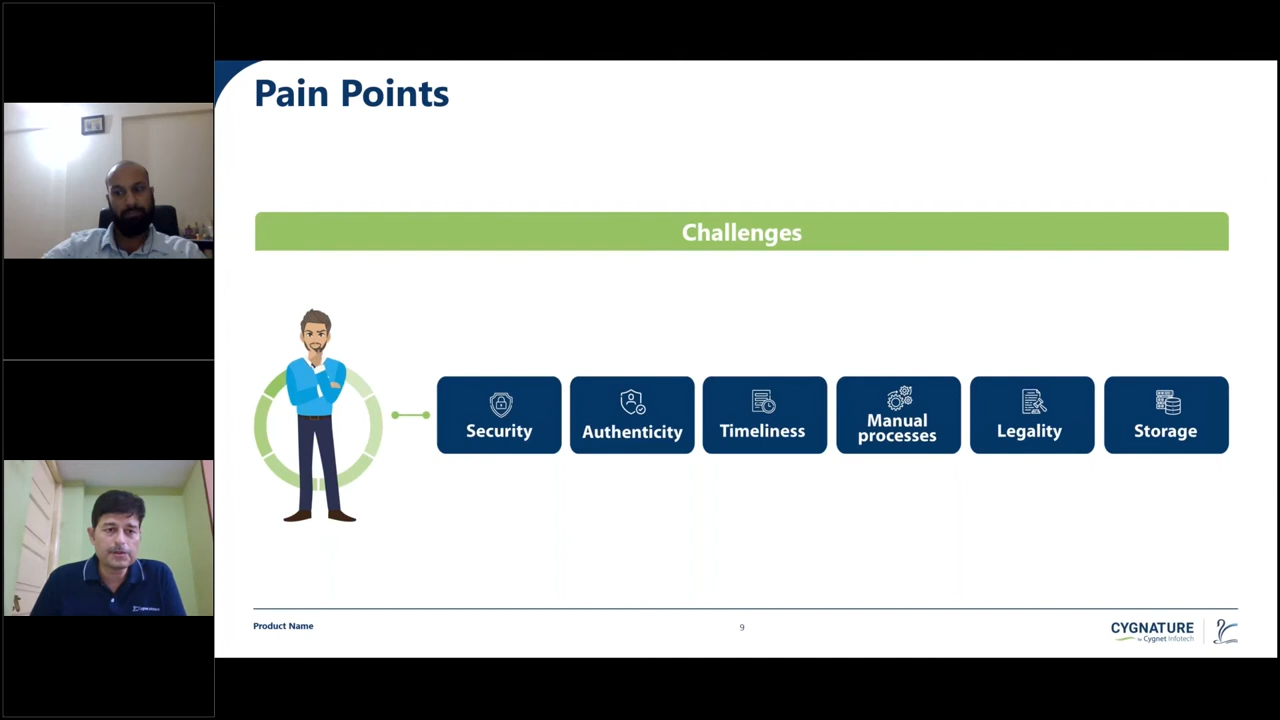 Pain Points
Challenges
Security
Authenticity
Timeliness
Manual
processes
Legality
Storage
Product Name
9
CYGNATURE
by Cygnet Infotech